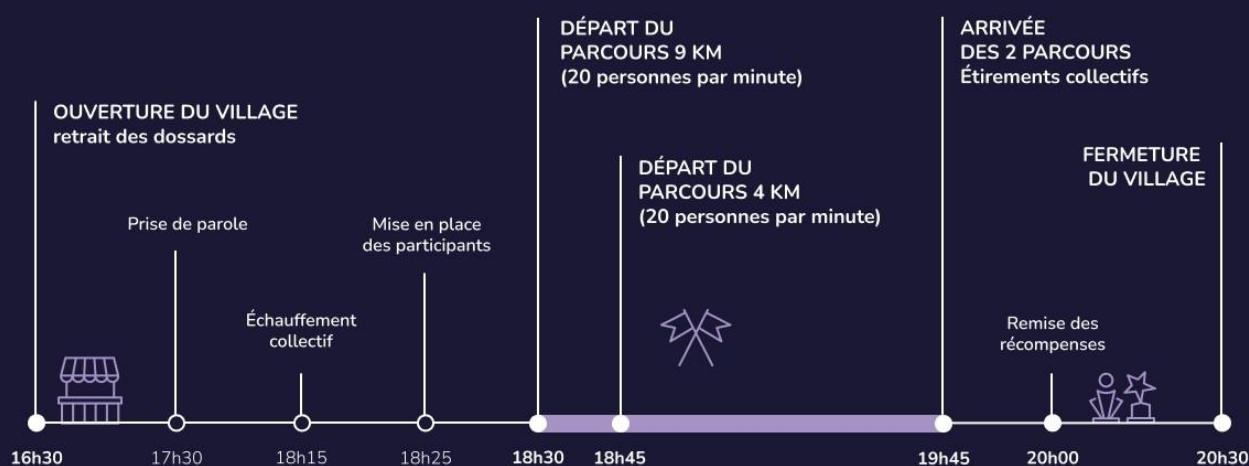 OUVERTURE DU VILLAGE
retrait des dossards
Prise de parole
Échauffement
collectif
Mise en place
des participants
DÉPART DU
PARCOURS 9 KM
(20 personnes par minute)
DÉPART DU
PARCOURS 4 KM
(20 personnes par minute)
ARRIVÉE
DES 2 PARCOURS
Étirements collectifs
Remise des
récompenses
FERMETURE
DU VILLAGE
16h30
17h30
18h15
18h25
18h30
18h45
19h45
20h00
20h30